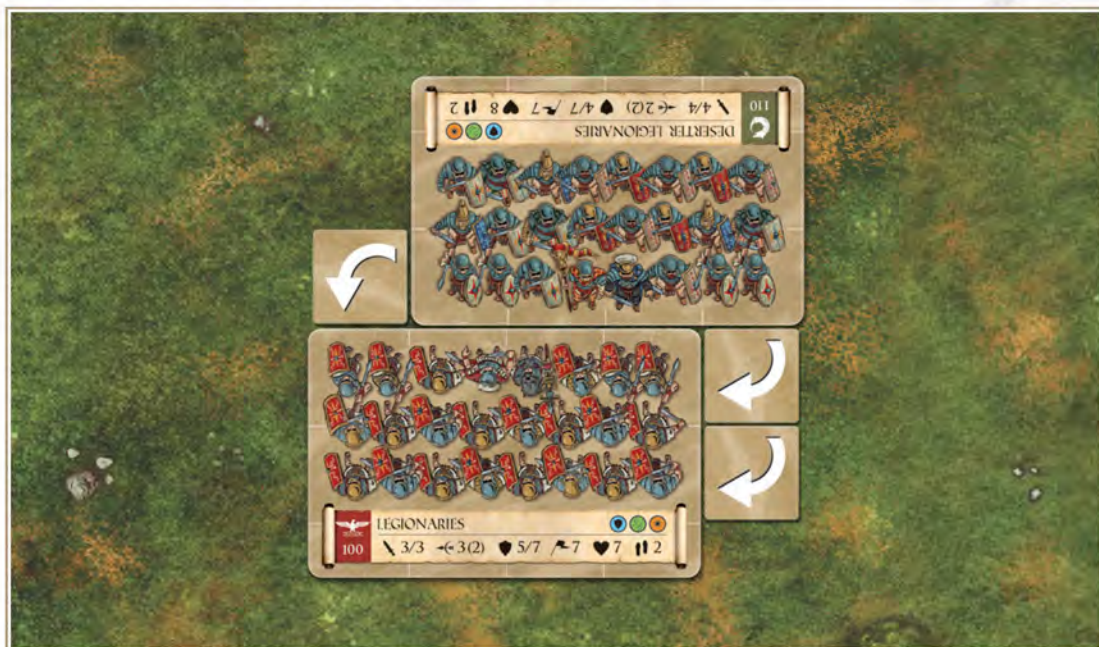 DESERTER LEGIONARIES
110 4/4 2(2) 4/7 7 8 2
LEGIONARIES
100 3/3 3(2) 5/7 7 7 2